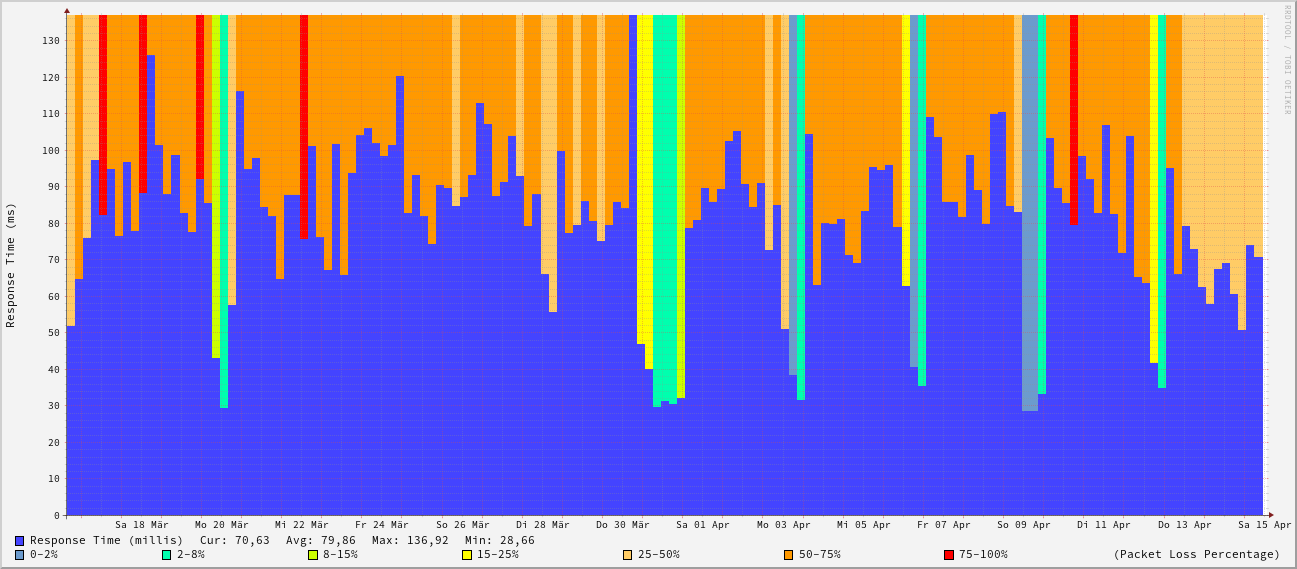 RRDTOOL / TOBI OETIKER
Response Time (ms)
130
120
110
100
90
80
70
60
50
40
30
20
10
0
Sa 18 Mär Mo 20 Mär Mi 22 Mär Fr 24 Mär So 26 Mär Di 28 Mär Do 30 Mär Sa 01 Apr Mo 03 Apr Mi 05 Apr Fr 07 Apr So 09 Apr Di 11 Apr Do 13 Apr Sa 15 Apr
Response Time (millis) Cur: 70,63 Avg: 79,86 Max: 136,92 Min: 28,66
0-2% 2-8% 8-15% 15-25% 25-50% 50-75% 75-100% (Packet Loss Percentage)